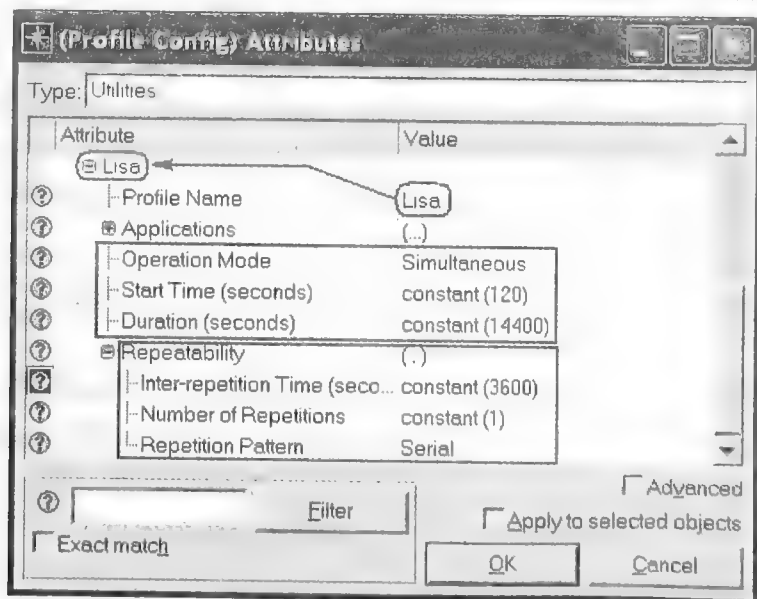 (Profile Config) Attributes
Type: Utilities
Attribute Value
Lisa
Profile Name Lisa
Applications (...)
Operation Mode Simultaneous
Start Time (seconds) constant (120)
Duration (seconds) constant (14400)
Repeatability (.)
Inter-repetition Time (seco... constant (3600)
Number of Repetitions constant (1)
Repetition Pattern Serial
Advanced
Filter
Apply to selected objects
Exact match
OK Cancel